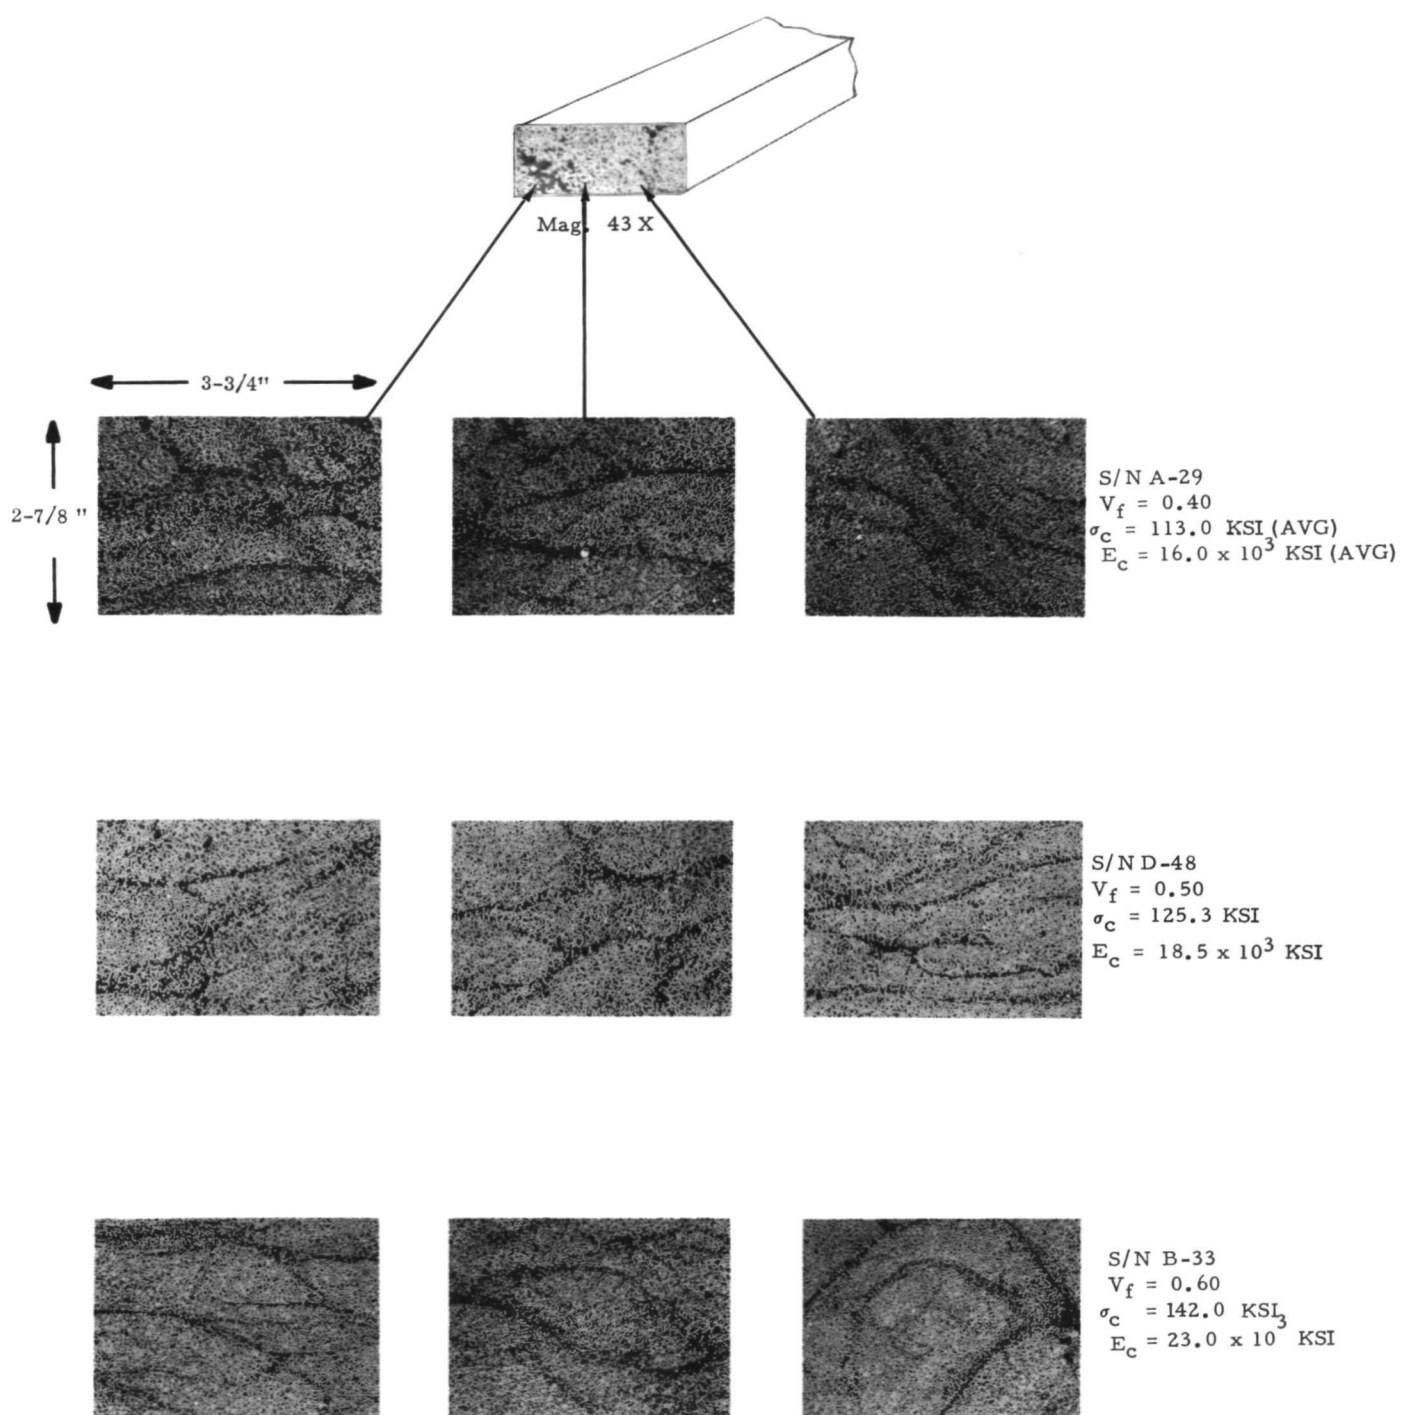 Mag. 43 X
3-3/4"
2-7/8 "
S/N A-29
V_f = 0.40
σ_c = 113.0 KSI (AVG)
E_c = 16.0 x 10^3 KSI (AVG)
S/N D-48
V_f = 0.50
σ_c = 125.3 KSI
E_c = 18.5 x 10^3 KSI
S/N B-33
V_f = 0.60
σ_c = 142.0 KSI
E_c = 23.0 x 10^3 KSI